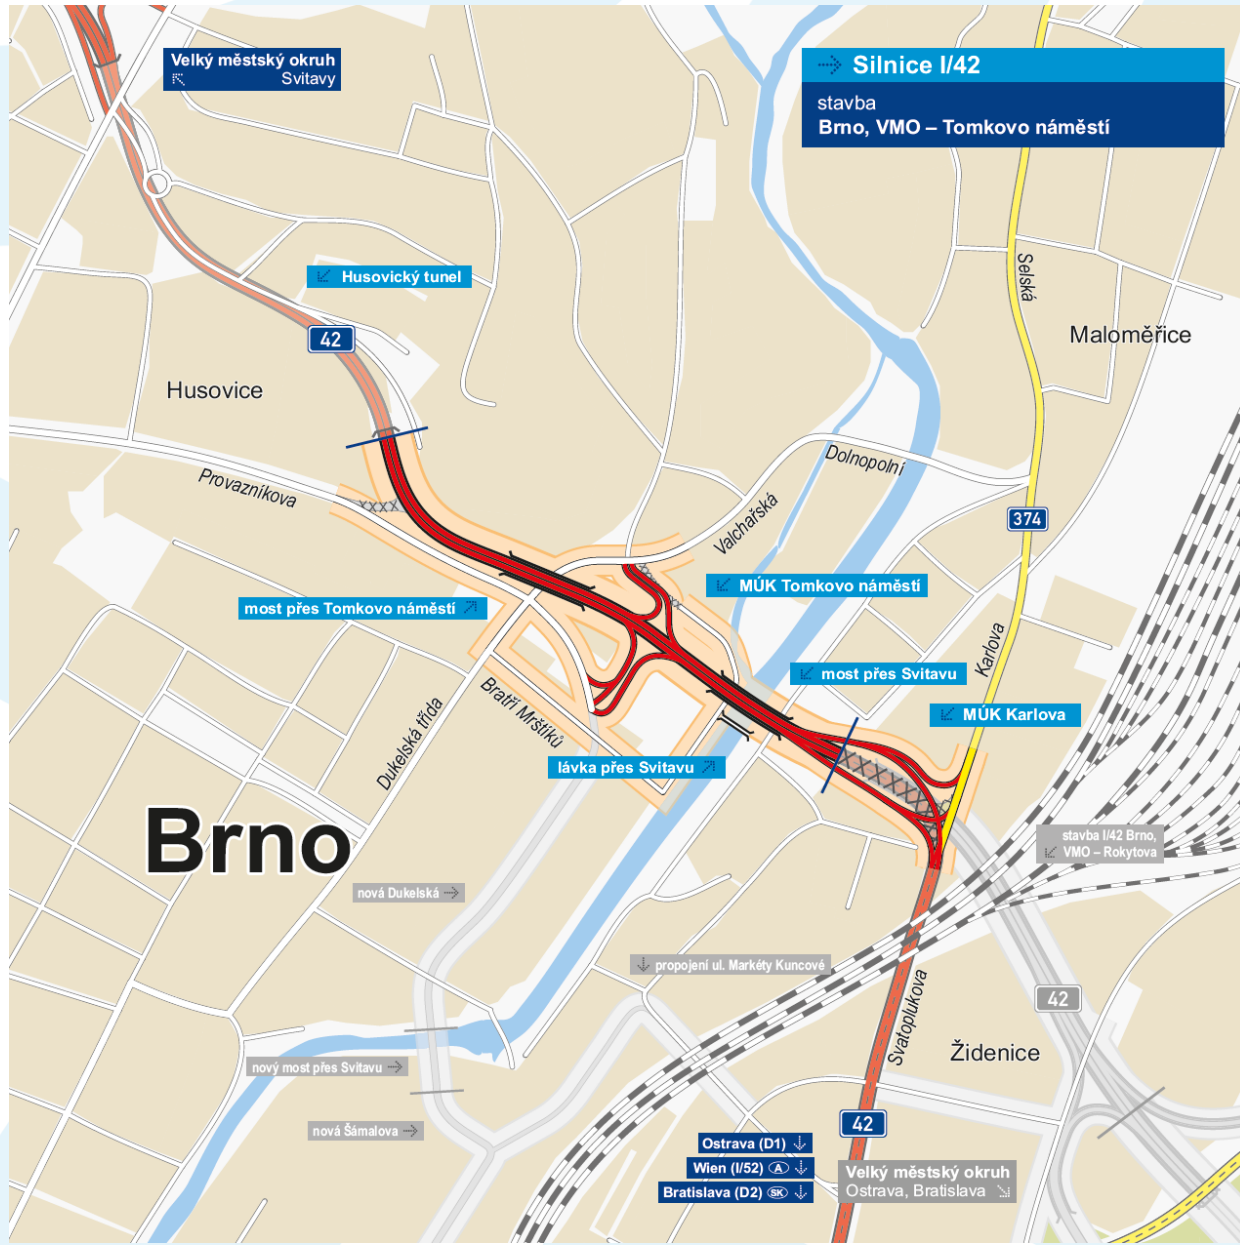 Velký městský okruh
Svitavy
Silnice I/42
stavba
Brno, VMO – Tomkovo náměstí
Husovický tunel
Selská
42
Maloměřice
Husovice
Dolnopolní
Provazníkova
Valchařská
374
MÚK Tomkovo náměstí
most přes Tomkovo náměstí
Karlova
most přes Svitavu
Bratří Mrštíků
MÚK Karlova
Dukelská třída
lávka přes Svitavu
Brno
stavba I/42 Brno,
VMO – Rokytova
nová Dukelská
propojení ul. Markéty Kuncové
42
Svatoplukova
Židenice
nový most přes Svitavu
nová Šámalova
42
Ostrava (D1)
Wien (I/52) A
Bratislava (D2) SK
Velký městský okruh
Ostrava, Bratislava